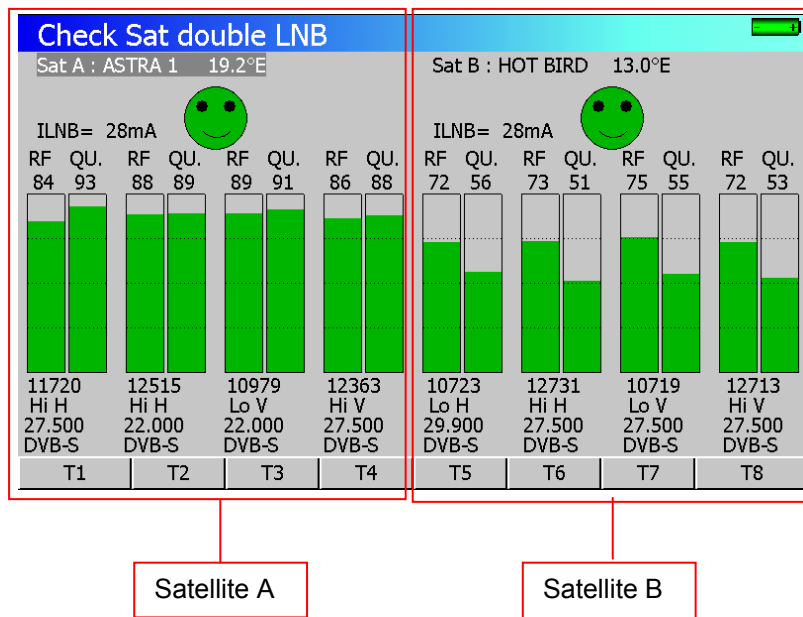 Check Sat double LNB
Sat A : ASTRA 1 19.2°E Sat B : HOT BIRD 13.0°E
ILNB= 28mA ILNB= 28mA
RF QU. RF QU. RF QU. RF QU. RF QU. RF QU. RF QU. RF QU.
84 93 88 89 89 91 86 88 72 56 73 51 75 55 72 53
11720 12515 10979 12363 10723 12731 10719 12713
Hi H Hi H Lo V Hi V Lo H Hi H Lo V Hi V
27.500 22.000 22.000 27.500 29.900 27.500 27.500 27.500
DVB-S DVB-S DVB-S DVB-S DVB-S DVB-S DVB-S DVB-S
T1 T2 T3 T4 T5 T6 T7 T8
Satellite A Satellite B